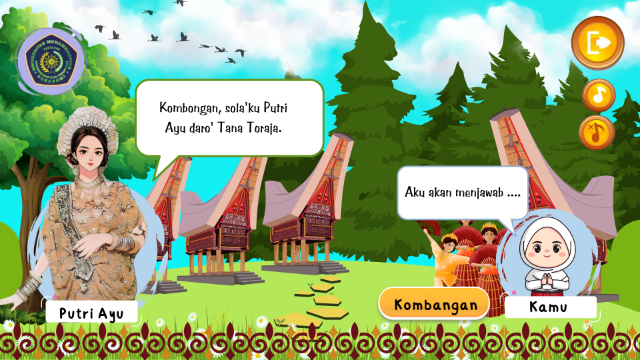 Kombongan, sola'ku Putri
Ayu daro' Tana Toraja.
Aku akan menjawab ....
Putri Ayu
Kombangan
Kamu